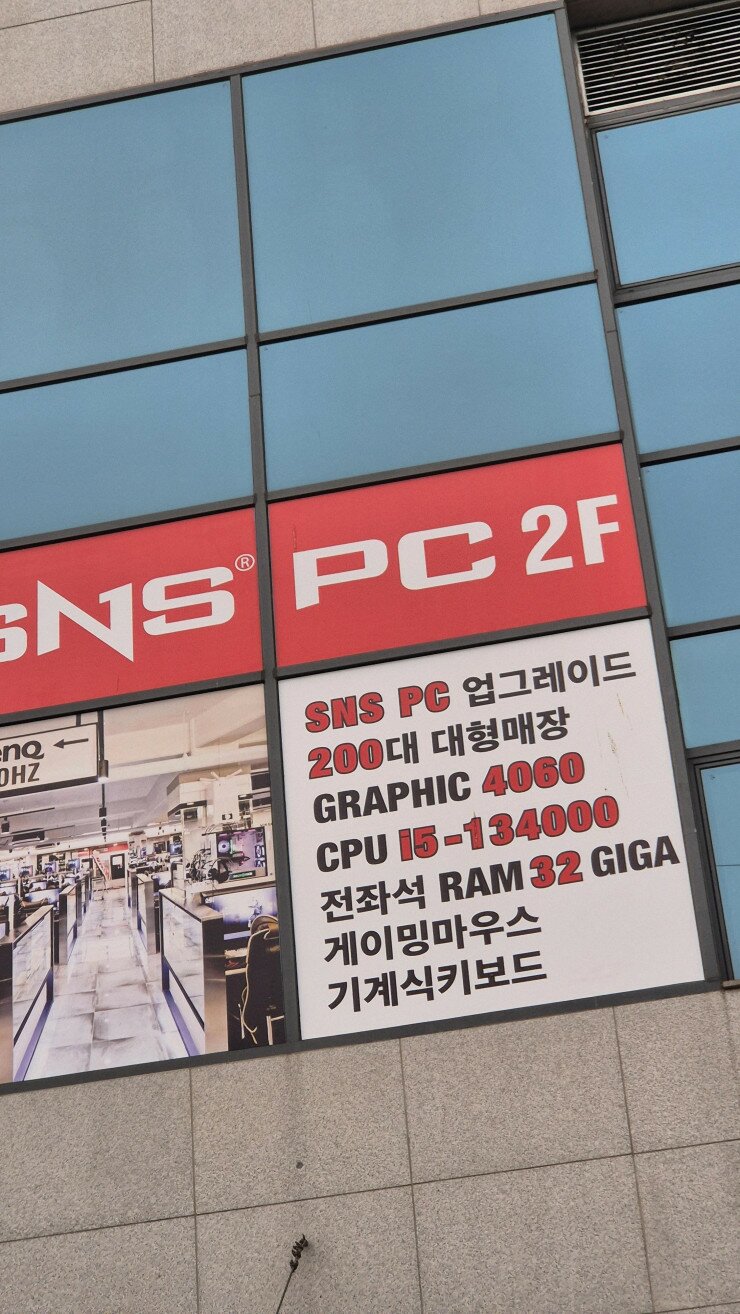 SNS® PC 2F
SNS PC 업그레이드
200대 대형매장
GRAPHIC 4060
CPU i5-134000
전좌석 RAM 32 GIGA
게이밍마우스
기계식키보드
enQ ←
0HZ